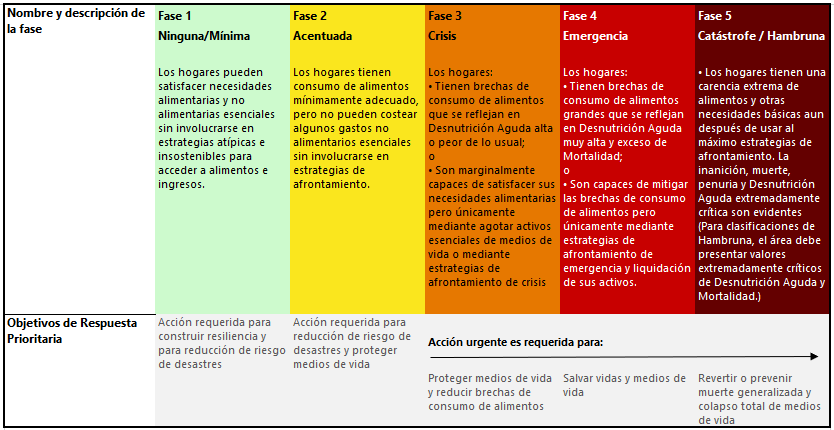 Nombre y descripción de
la fase
Fase 1
Ninguna/Mínima
Los hogares pueden
satisfacer necesidades
alimentarias y no
alimentarias esenciales
sin involucrarse en
estrategias atípicas e
insostenibles para
acceder a alimentos e
ingresos.
Fase 2
Acentuada
Los hogares tienen
consumo de alimentos
mínimamente adecuado,
pero no pueden costear
algunos gastos no
alimentarios esenciales
sin involucrarse en
estrategias de
afrontamiento.
Fase 3
Crisis
Los hogares:
• Tienen brechas de
consumo de alimentos
que se reflejan en
Desnutrición Aguda alta
o peor de lo usual;
o
• Son marginalmente
capaces de satisfacer sus
necesidades alimentarias
pero únicamente
mediante agotar activos
esenciales de medios de
vida o mediante
estrategias de
afrontamiento de crisis
Fase 4
Emergencia
Los hogares:
• Tienen brechas de
consumo de alimentos
grandes que se reflejan
en Desnutrición Aguda
muy alta y exceso de
Mortalidad;
o
• Son capaces de mitigar
las brechas de consumo
de alimentos pero
únicamente mediante
estrategias de
afrontamiento de
emergencia y liquidación
de sus activos.
Fase 5
Catástrofe / Hambruna
• Los hogares tienen una
carencia extrema de
alimentos y otras
necesidades básicas aun
después de usar al
máximo estrategias de
afrontamiento. La
inanición, muerte,
penuria y Desnutrición
Aguda extremadamente
crítica son evidentes
(Para clasificaciones de
Hambruna, el área debe
presentar valores
extremadamente críticos
de Desnutrición Aguda y
Mortalidad.)
Objetivos de Respuesta
Prioritaria
Acción requerida para
construir resiliencia y
para reducción de riesgo
de desastres
Acción requerida para
reducción de riesgo de
desastres y proteger
medios de vida
Acción urgente es requerida para:
Proteger medios de vida
y reducir brechas de
consumo de alimentos
Salvar vidas y medios de
vida
Revertir o prevenir
muerte generalizada y
colapso total de medios
de vida